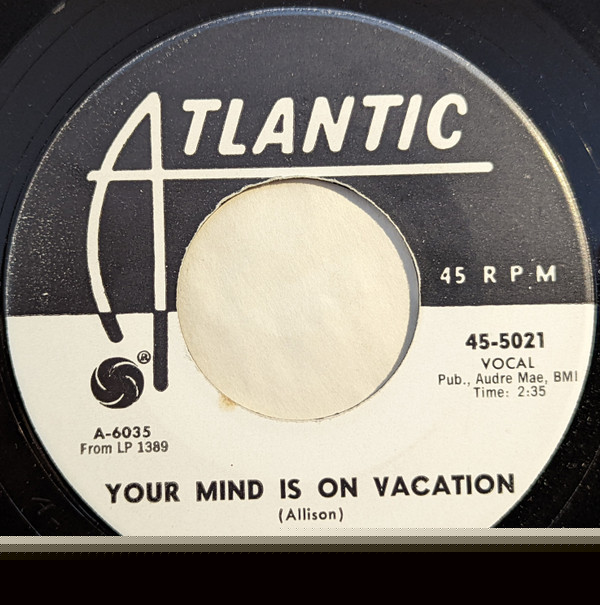 ATLANTIC
45 RPM
45-5021
VOCAL
Pub., Audre Mae, BMI
Time: 2:35
®
A-6035
From LP 1389
YOUR MIND IS ON VACATION
(Allison)